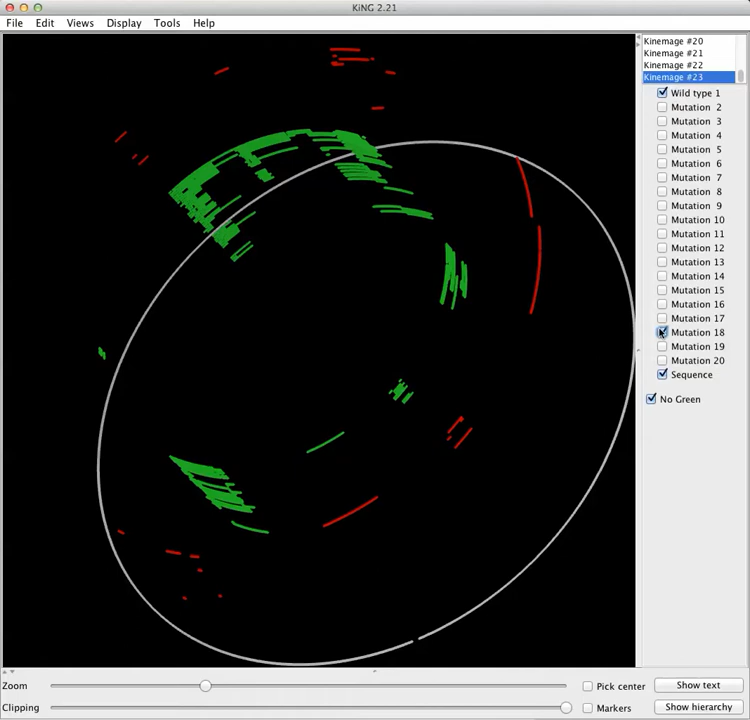 KiNG 2.21
File Edit Views Display Tools Help
Kinemage #20
Kinemage #21
Kinemage #22
Kinemage #23
Wild type 1
Mutation 2
Mutation 3
Mutation 4
Mutation 5
Mutation 6
Mutation 7
Mutation 8
Mutation 9
Mutation 10
Mutation 11
Mutation 12
Mutation 13
Mutation 14
Mutation 15
Mutation 16
Mutation 17
Mutation 18
Mutation 19
Mutation 20
Sequence
No Green
Zoom Pick center Show text
Clipping Markers Show hierarchy